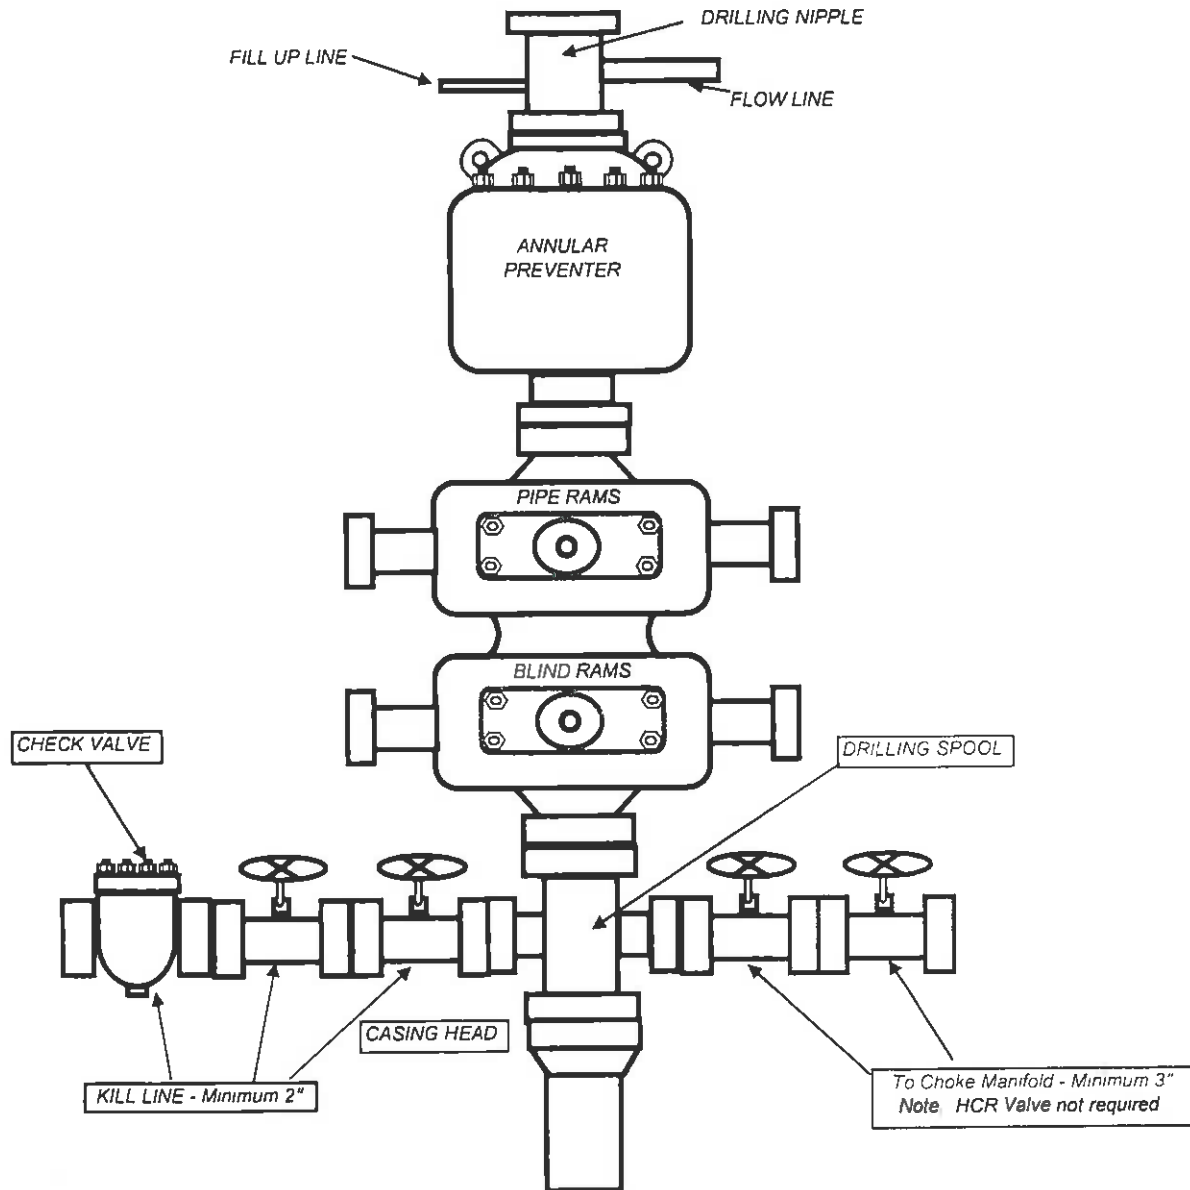 DRILLING NIPPLE
FILL UP LINE
FLOW LINE
ANNULAR
PREVENTER
PIPE RAMS
BLIND RAMS
CHECK VALVE
DRILLING SPOOL
CASING HEAD
KILL LINE - Minimum 2"
To Choke Manifold - Minimum 3"
Note HCR Valve not required